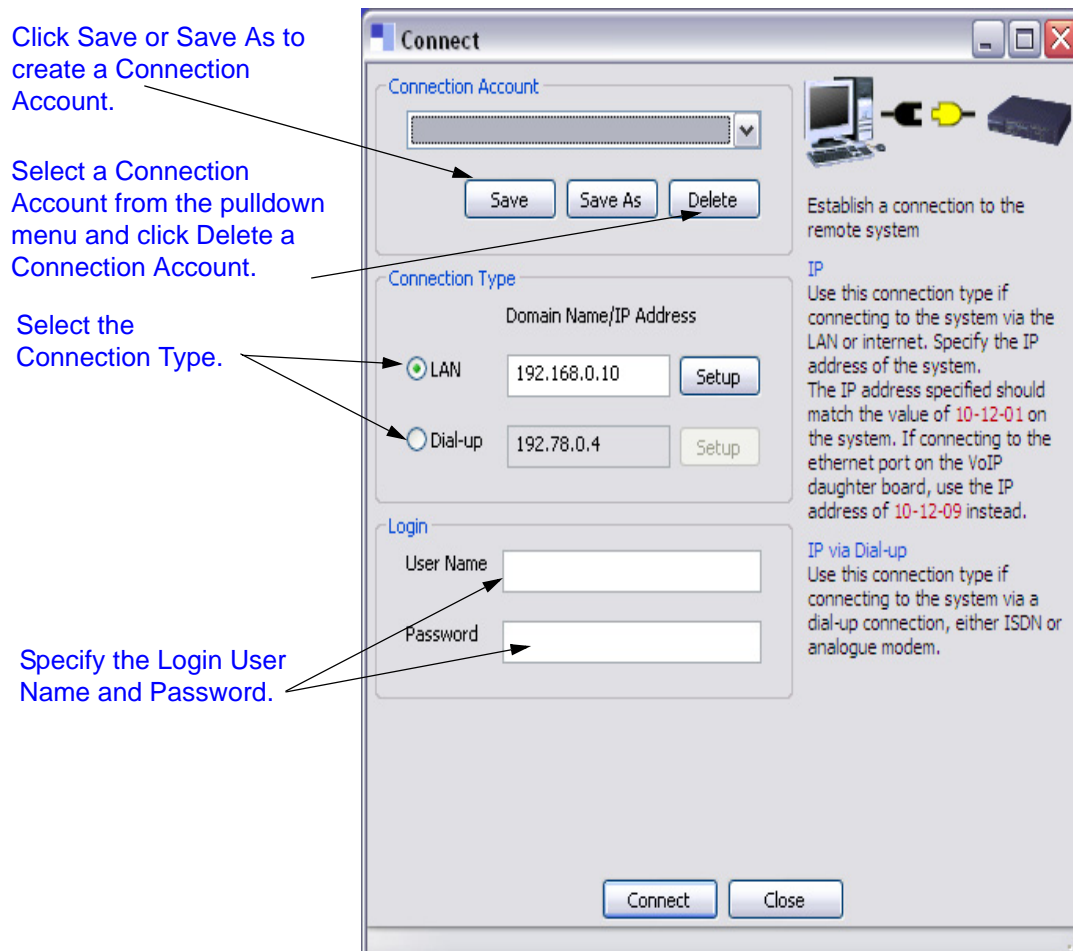 Click Save or Save As to
create a Connection
Account.
Select a Connection
Account from the pulldown
menu and click Delete a
Connection Account.
Select the
Connection Type.
Specify the Login User
Name and Password.
Connect
Connection Account
Save
Save As
Delete
Connection Type
Domain Name/IP Address
LAN
192.168.0.10
Setup
Dial-up
192.78.0.4
Setup
Login
User Name
Password
Establish a connection to the
remote system
IP
Use this connection type if
connecting to the system via the
LAN or internet. Specify the IP
address of the system.
The IP address specified should
match the value of 10-12-01 on
the system. If connecting to the
ethernet port on the VoIP
daughter board, use the IP
address of 10-12-09 instead.
IP via Dial-up
Use this connection type if
connecting to the system via a
dial-up connection, either ISDN or
analogue modem.
Connect
Close